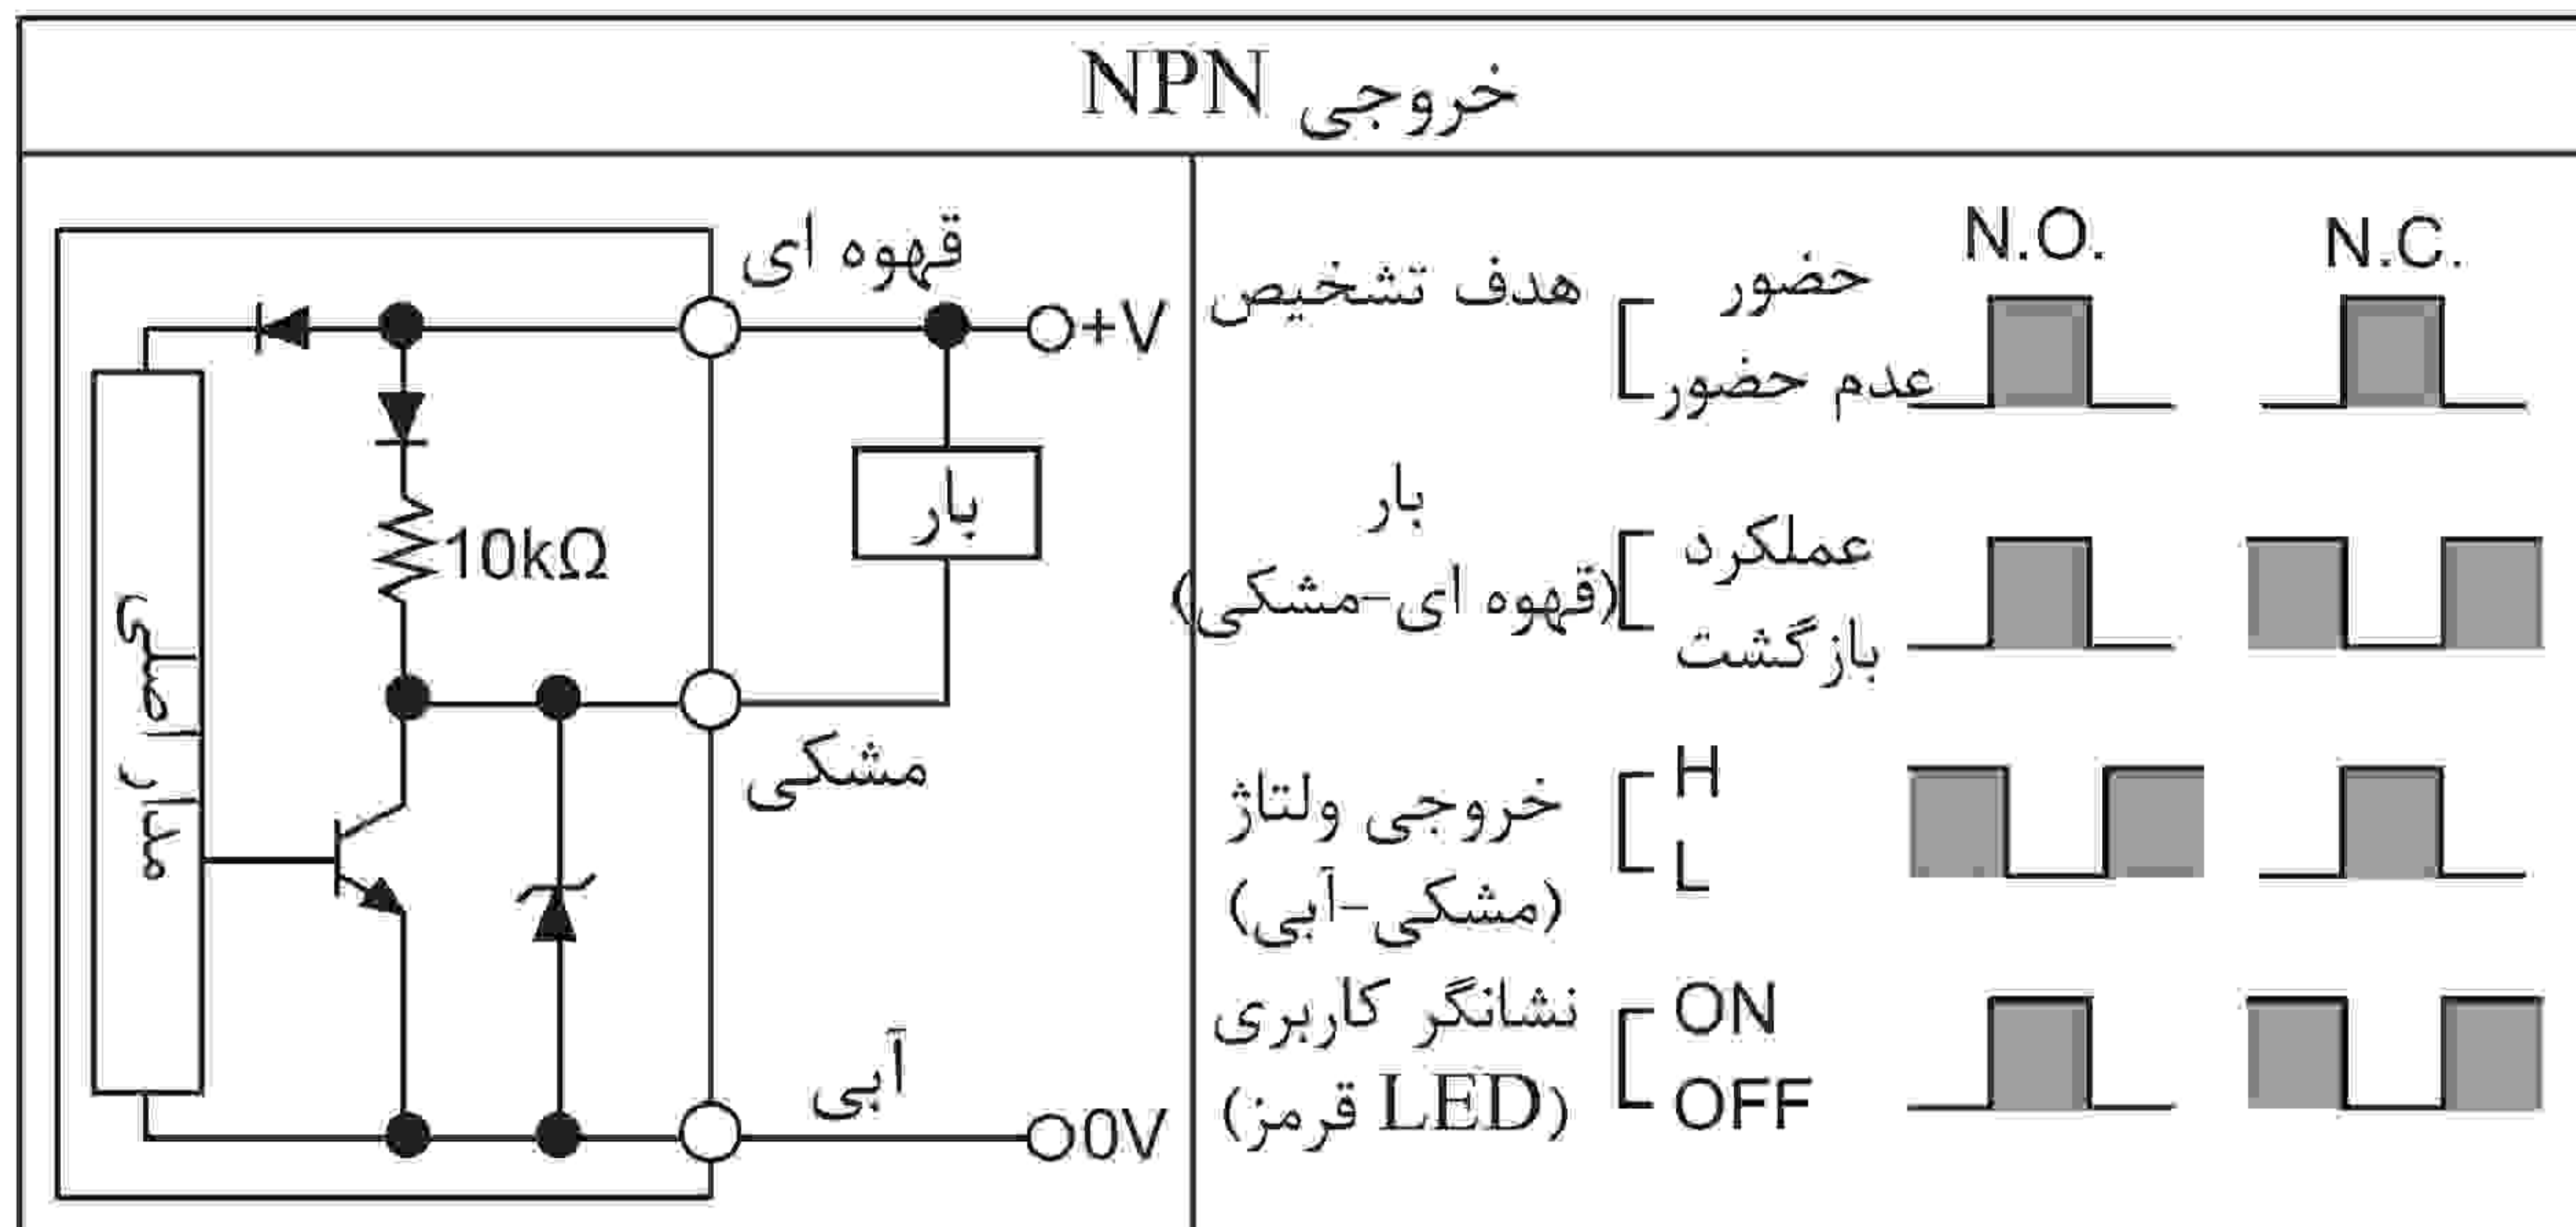 خروجی NPN
قهوه ای
+V
بار
10kΩ
مدار اصلی
مشکی
آبی
0V
N.O.
N.C.
هدف تشخیص
حضور
عدم حضور
بار
(قهوه ای-مشکی)
عملکرد
بازگشت
خروجی ولتاژ
(مشکی-آبی)
H
L
نشانگر کاربری
(LED قرمز)
ON
OFF